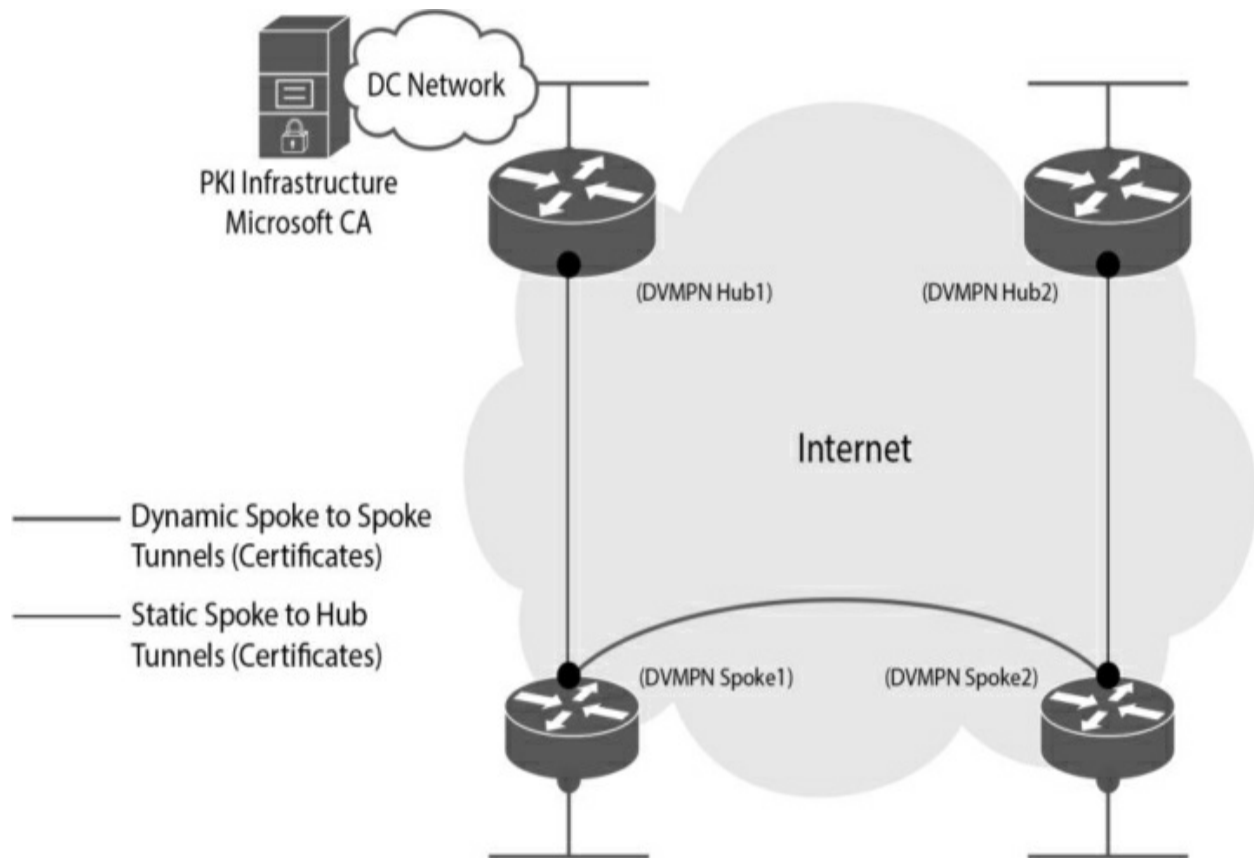 DC Network
PKI Infrastructure
Microsoft CA
(DVMPN Hub1)
(DVMPN Hub2)
Internet
Dynamic Spoke to Spoke
Tunnels (Certificates)
Static Spoke to Hub
Tunnels (Certificates)
(DVMPN Spoke1)
(DVMPN Spoke2)